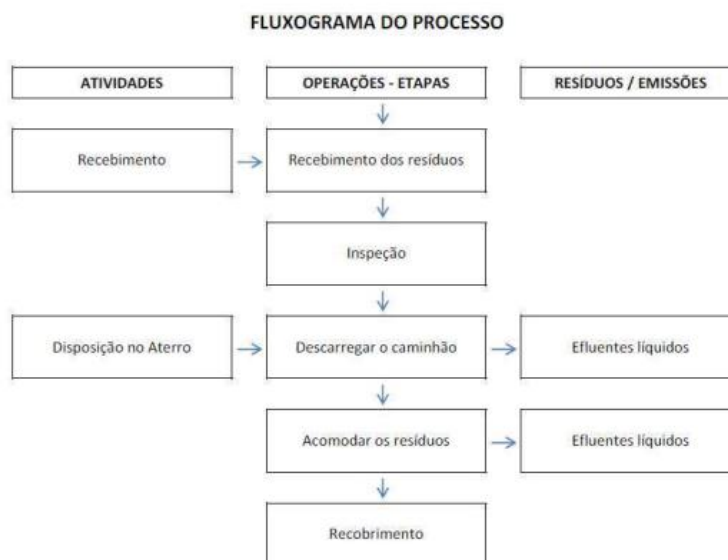 FLUXOGRAMA DO PROCESSO
ATIVIDADES
OPERAÇÕES - ETAPAS
RESÍDUOS / EMISSÕES
Recebimento
Recebimento dos resíduos
Inspeção
Disposição no Aterro
Descarregar o caminhão
Efluentes líquidos
Acomodar os resíduos
Efluentes líquidos
Recobrimento